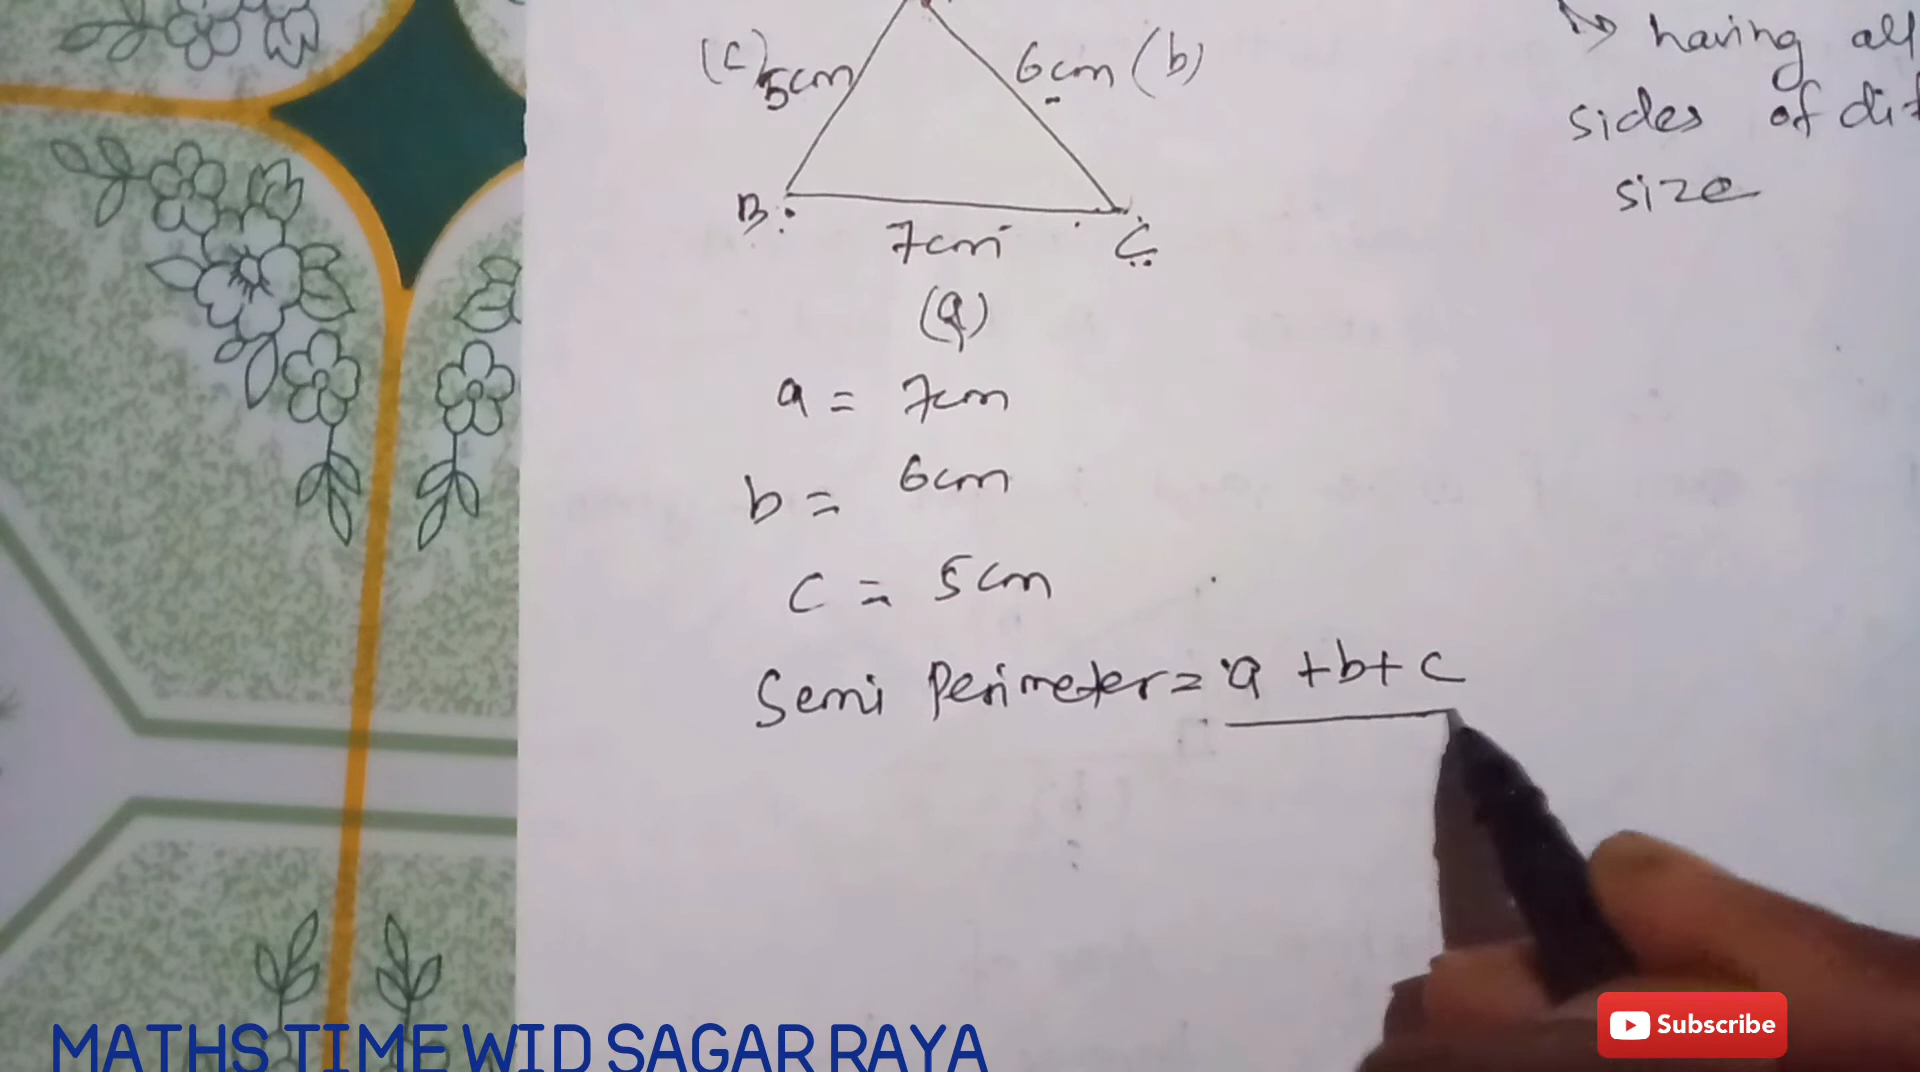 (c) 5cm
6cm (b)
having all
sides of
size
B
7cm
C
(a)
a = 7cm
b = 6cm
c = 5cm
Semi Perimeter = a + b + c
MATHS TIME WID SAGAR RAYA
Subscribe